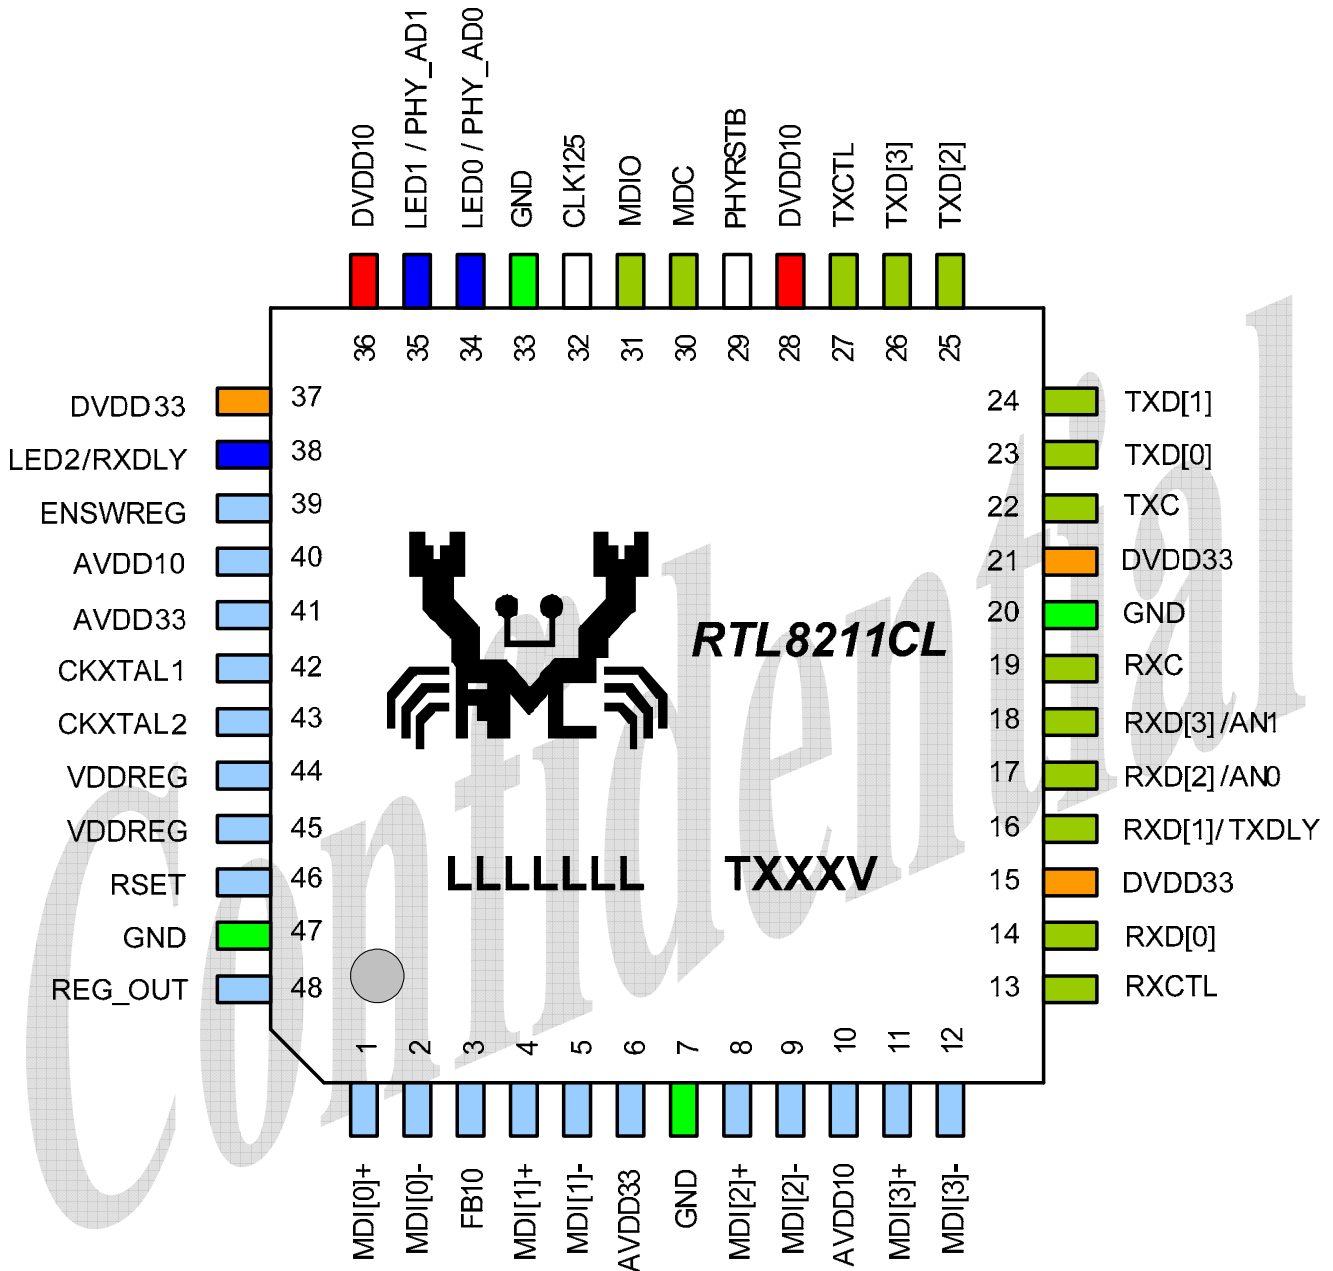 DVDD10
LED1 / PHY_AD1
LED0 / PHY_AD0
GND
CLK125
MDIO
MDC
PHYRSTB
DVDD10
TXCTL
TXD[3]
TXD[2]
36
35
34
33
32
31
30
29
28
27
26
25
DVDD33
37
LED2/RXDLY
38
ENSWREG
39
AVDD10
40
AVDD33
41
CKXTAL1
42
CKXTAL2
43
VDDREG
44
VDDREG
45
RSET
46
GND
47
REG_OUT
48
RTL8211CL
LLLLLLL TXXXV
24
TXD[1]
23
TXD[0]
22
TXC
21
DVDD33
20
GND
19
RXC
18
RXD[3]/AN1
17
RXD[2]/AN0
16
RXD[1]/TXDLY
15
DVDD33
14
RXD[0]
13
RXCTL
1
2
3
4
5
6
7
8
9
10
11
12
MDI[0]+
MDI[0]-
FB10
MDI[1]+
MDI[1]-
AVDD33
GND
MDI[2]+
MDI[2]-
AVDD10
MDI[3]+
MDI[3]-
Confidential